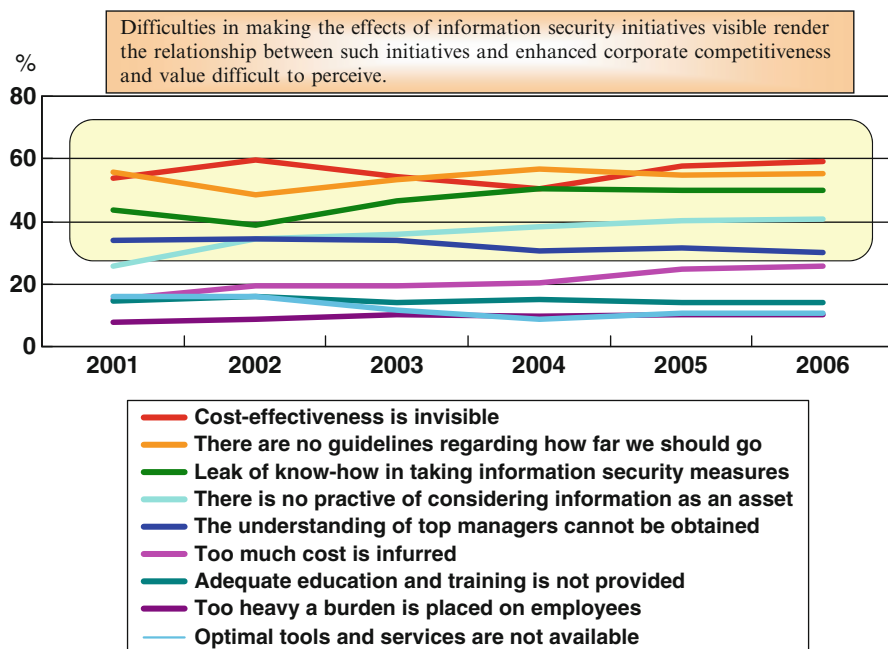 Difficulties in making the effects of information security initiatives visible render
the relationship between such initiatives and enhanced corporate competitiveness
and value difficult to perceive.
%
80
60
40
20
0
2001 2002 2003 2004 2005 2006
Cost-effectiveness is invisible
There are no guidelines regarding how far we should go
Leak of know-how in taking information security measures
There is no practive of considering information as an asset
The understanding of top managers cannot be obtained
Too much cost is infurred
Adequate education and training is not provided
Too heavy a burden is placed on employees
Optimal tools and services are not available